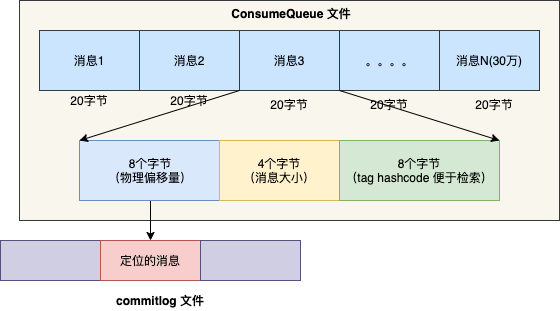 ConsumeQueue 文件
消息1
消息2
消息3
。。。。
消息N(30万)
20字节
20字节
20字节
20字节
20字节
8个字节
(物理偏移量)
4个字节
(消息大小)
8个字节
(tag hashcode 便于检索)
定位的消息
commitlog 文件